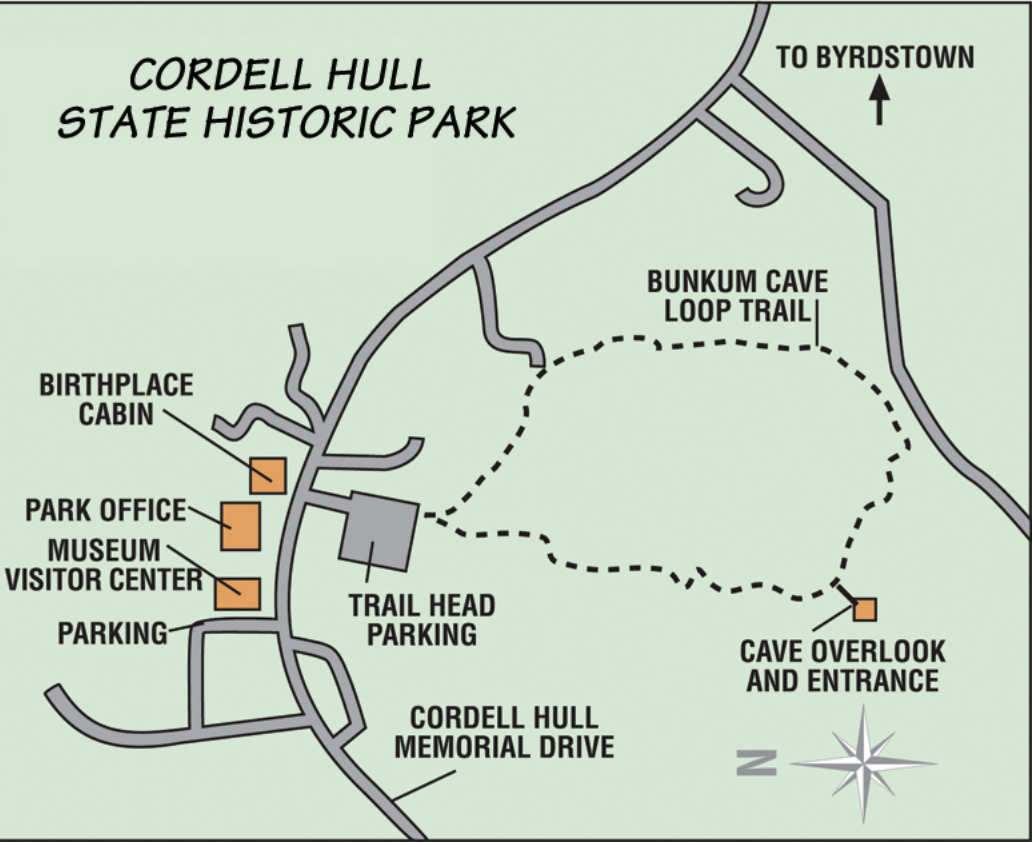 CORDELL HULL
STATE HISTORIC PARK
TO BYRDSTOWN
BUNKUM CAVE
LOOP TRAIL
BIRTHPLACE
CABIN
PARK OFFICE
MUSEUM
VISITOR CENTER
PARKING
TRAIL HEAD
PARKING
CAVE OVERLOOK
AND ENTRANCE
CORDELL HULL
MEMORIAL DRIVE
N